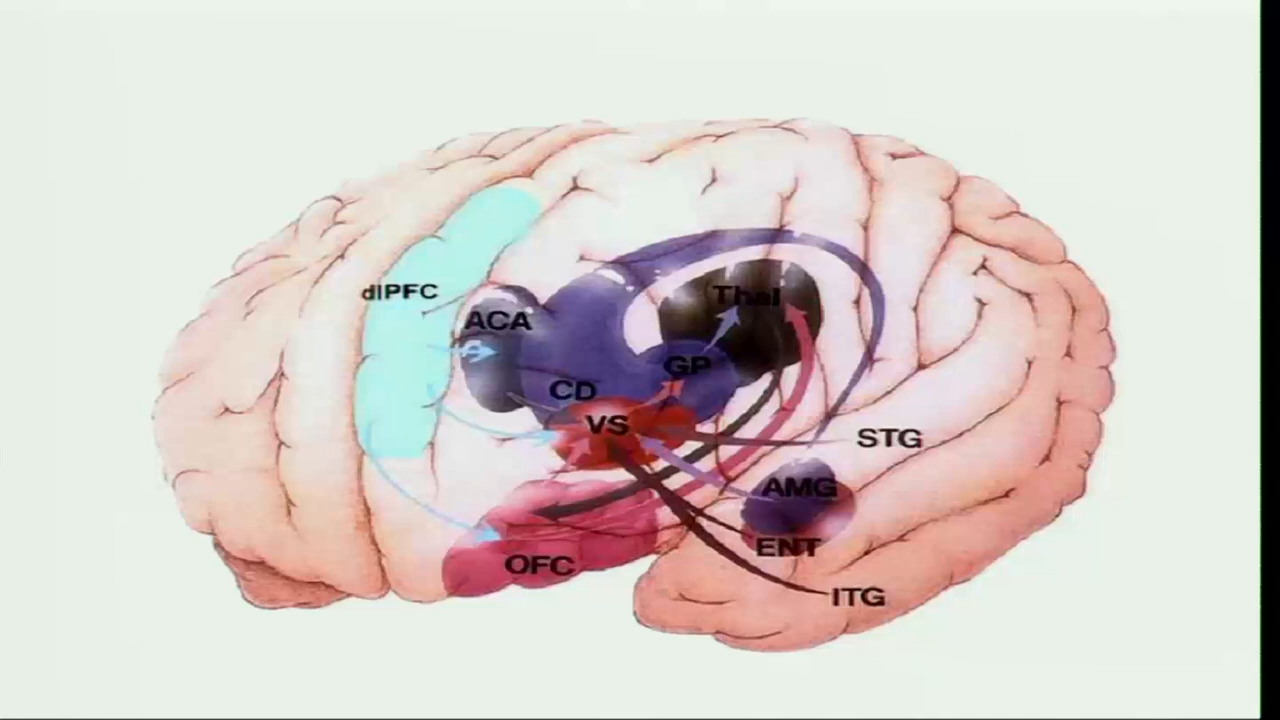 dlPFC
ACA
Thal
GP
CD
VS
STG
AMG
ENT
OFC
ITG